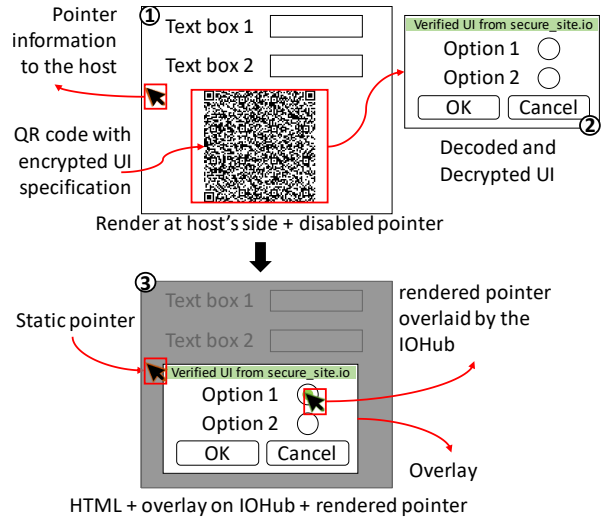 Pointer
information
to the host
①
Text box 1
Text box 2
QR code with
encrypted UI
specification
Render at host's side + disabled pointer
Verified UI from secure_site.io
Option 1
Option 2
OK
Cancel
②
Decoded and
Decrypted UI
③
Text box 1
Text box 2
Static pointer
Verified UI from secure_site.io
Option 1
Option 2
OK
Cancel
rendered pointer
overlaid by the
IOHub
Overlay
HTML + overlay on IOHub + rendered pointer